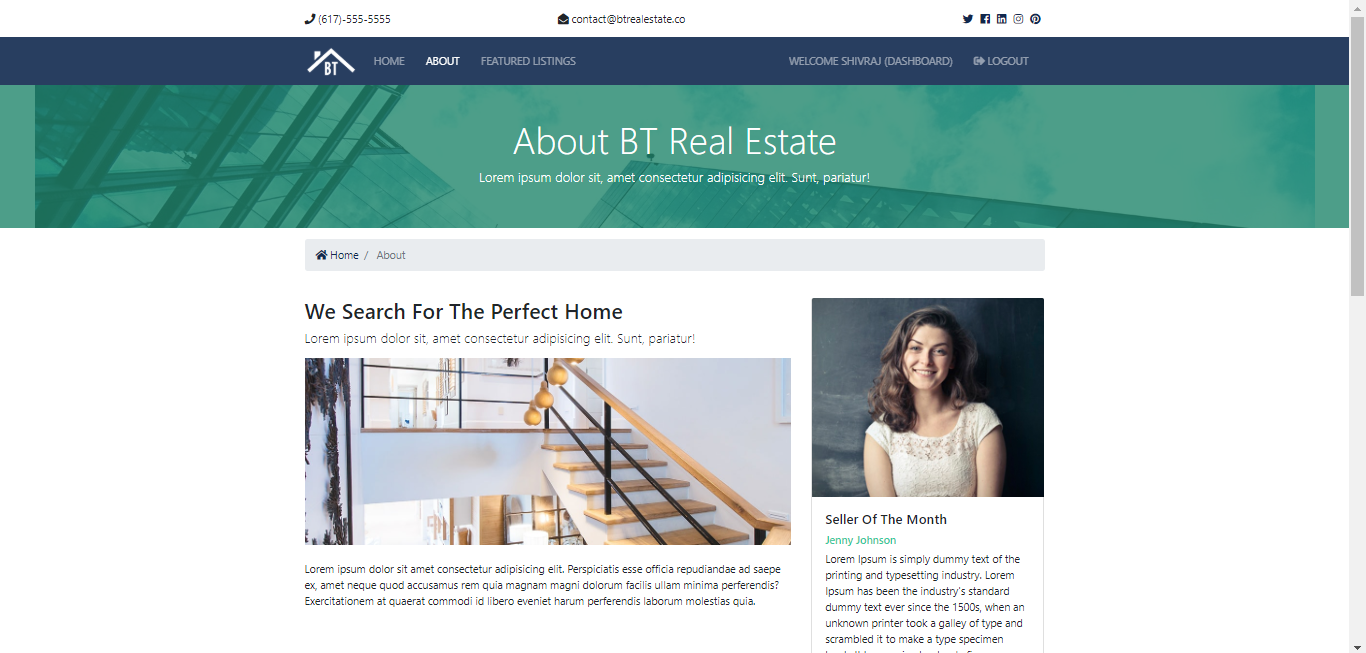 (617)-555-5555
contact@btrealestate.co
BT
HOME
ABOUT
FEATURED LISTINGS
WELCOME SHIVRAJ (DASHBOARD)
LOGOUT
About BT Real Estate
Lorem ipsum dolor sit, amet consectetur adipisicing elit. Sunt, pariatur!
Home / About
We Search For The Perfect Home
Lorem ipsum dolor sit, amet consectetur adipisicing elit. Sunt, pariatur!
Lorem ipsum dolor sit amet consectetur adipisicing elit. Perspiciatis esse officia repudiandae ad saepe
ex, amet neque quod accusamus rem quia magnam magni dolorum facilis ullam minima perferendis?
Exercitationem at quaerat commodi id libero eveniet harum perferendis laborum molestias quia.
Seller Of The Month
Jenny Johnson
Lorem Ipsum is simply dummy text of the
printing and typesetting industry. Lorem
Ipsum has been the industry's standard
dummy text ever since the 1500s, when an
unknown printer took a galley of type and
scrambled it to make a type specimen